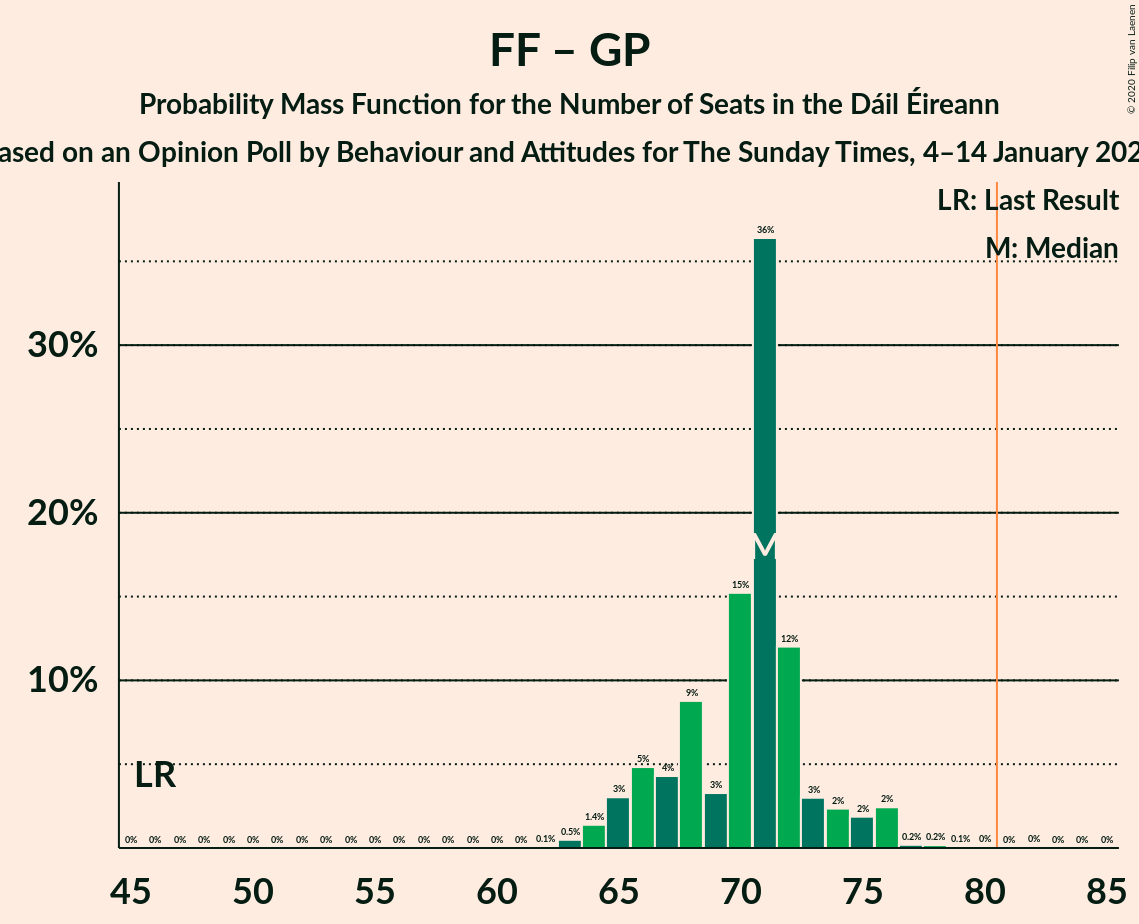 FF – GP
Probability Mass Function for the Number of Seats in the Dáil Éireann
ased on an Opinion Poll by Behaviour and Attitudes for The Sunday Times, 4–14 January 202
© 2020 Filip van Laenen
LR: Last Result
M: Median
30%
20%
10%
LR
M
0% 0% 0% 0% 0% 0% 0% 0% 0% 0% 0% 0% 0% 0% 0% 0% 0% 0.1% 0.5% 1.4% 3% 5% 4% 9% 3% 15% 36% 12% 3% 2% 2% 2% 0.2% 0.2% 0.1% 0% 0% 0% 0% 0% 0%
45 50 55 60 65 70 75 80 85